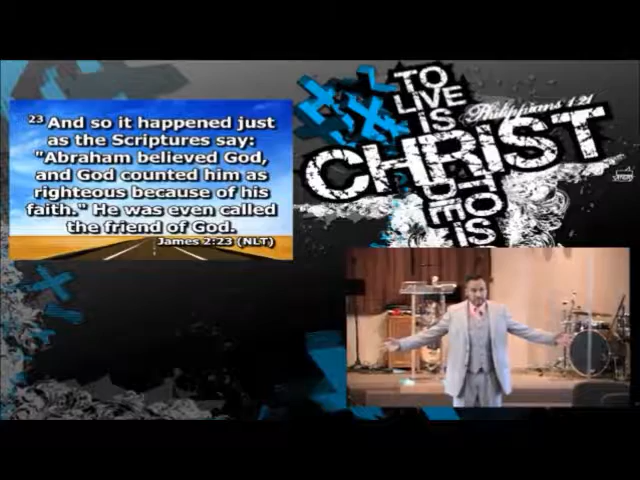 23 And so it happened just
as the Scriptures say:
"Abraham believed God,
and God counted him as
righteous because of his
faith." He was even called
the friend of God.
James 2:23 (NLT)
TO
LIVE
IS
Philippians 1:21
CHRIST
TO
DIE
IS